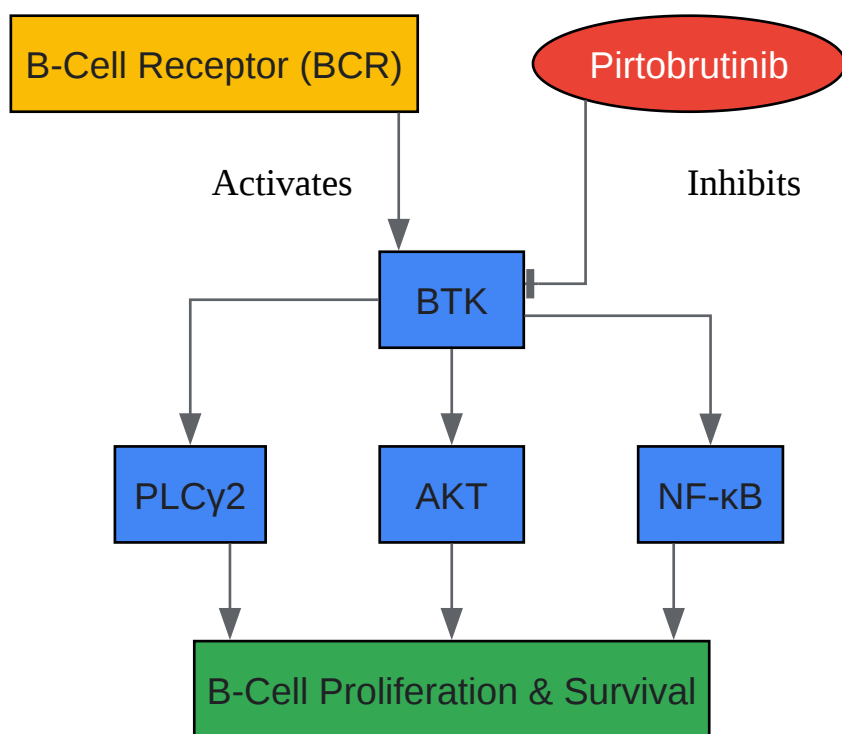 B-Cell Receptor (BCR)
Pirtobrutinib
Activates
Inhibits
BTK
PLCγ2
AKT
NF-κB
B-Cell Proliferation & Survival